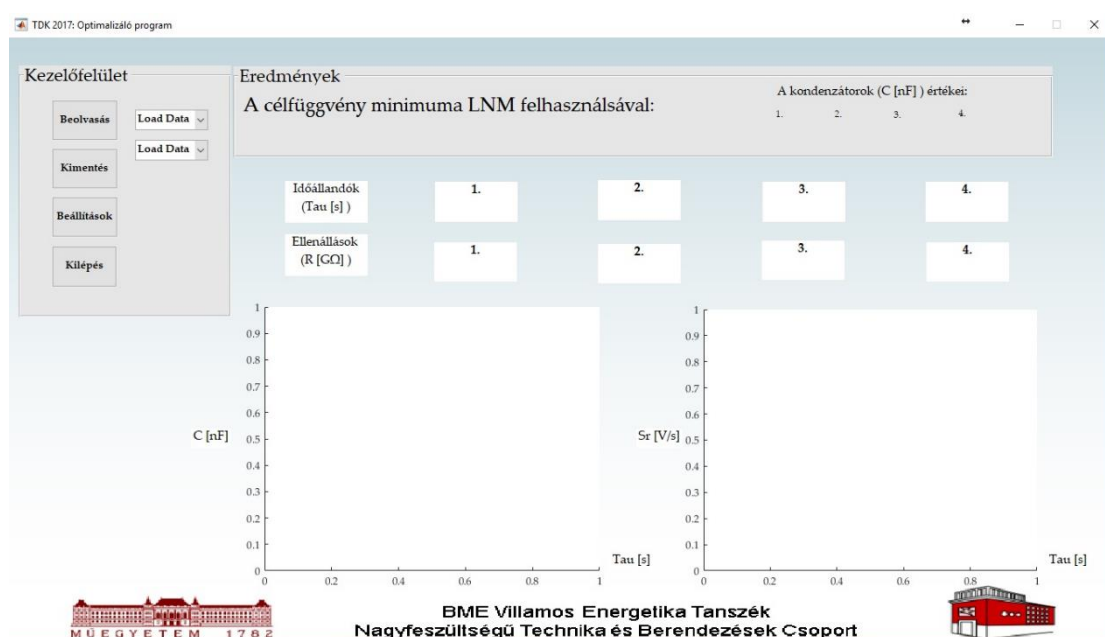 TDK 2017: Optimalizáló program
Kezelőfelület
Beolvasás
Load Data
Load Data
Kimentés
Beállítások
Kilépés
Eredmények
A célfüggvény minimuma LNM felhasználsával:
A kondenzátorok (C [nF] ) értékei:
1. 2. 3. 4.
Időállandók
(Tau [s] )
1. 2. 3. 4.
Ellenállások
(R [GΩ] )
1. 2. 3. 4.
C [nF]
1
0.9
0.8
0.7
0.6
0.5
0.4
0.3
0.2
0.1
0
0 0.2 0.4 0.6 0.8 1
Tau [s]
Sr [V/s]
1
0.9
0.8
0.7
0.6
0.5
0.4
0.3
0.2
0.1
0
0 0.2 0.4 0.6 0.8 1
Tau [s]
MŰEGYETEM 1782
BME Villamos Energetika Tanszék
Nagyfeszültségű Technika és Berendezések Csoport